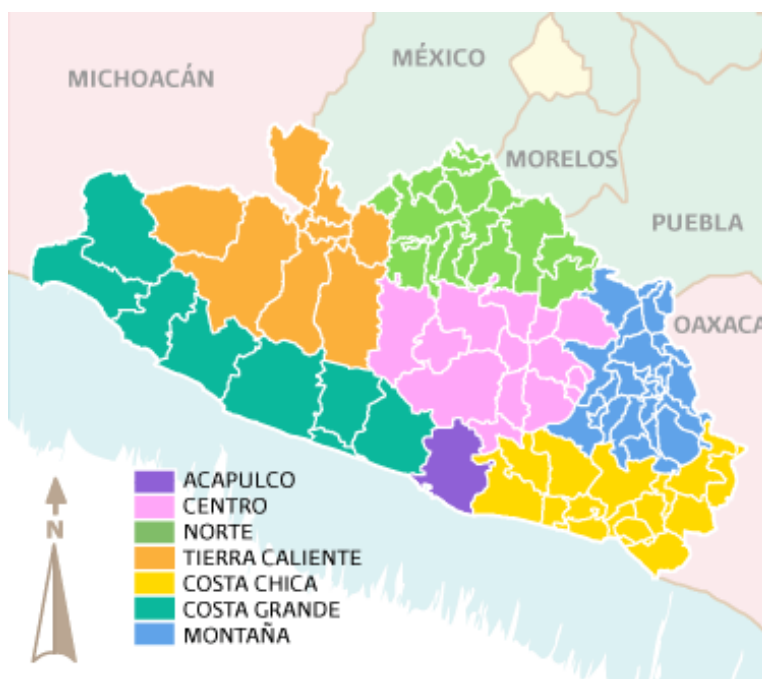 MÉXICO
MICHOACÁN
MORELOS
PUEBLA
OAXACA
ACAPULCO
CENTRO
NORTE
TIERRA CALIENTE
COSTA CHICA
COSTA GRANDE
MONTAÑA
N